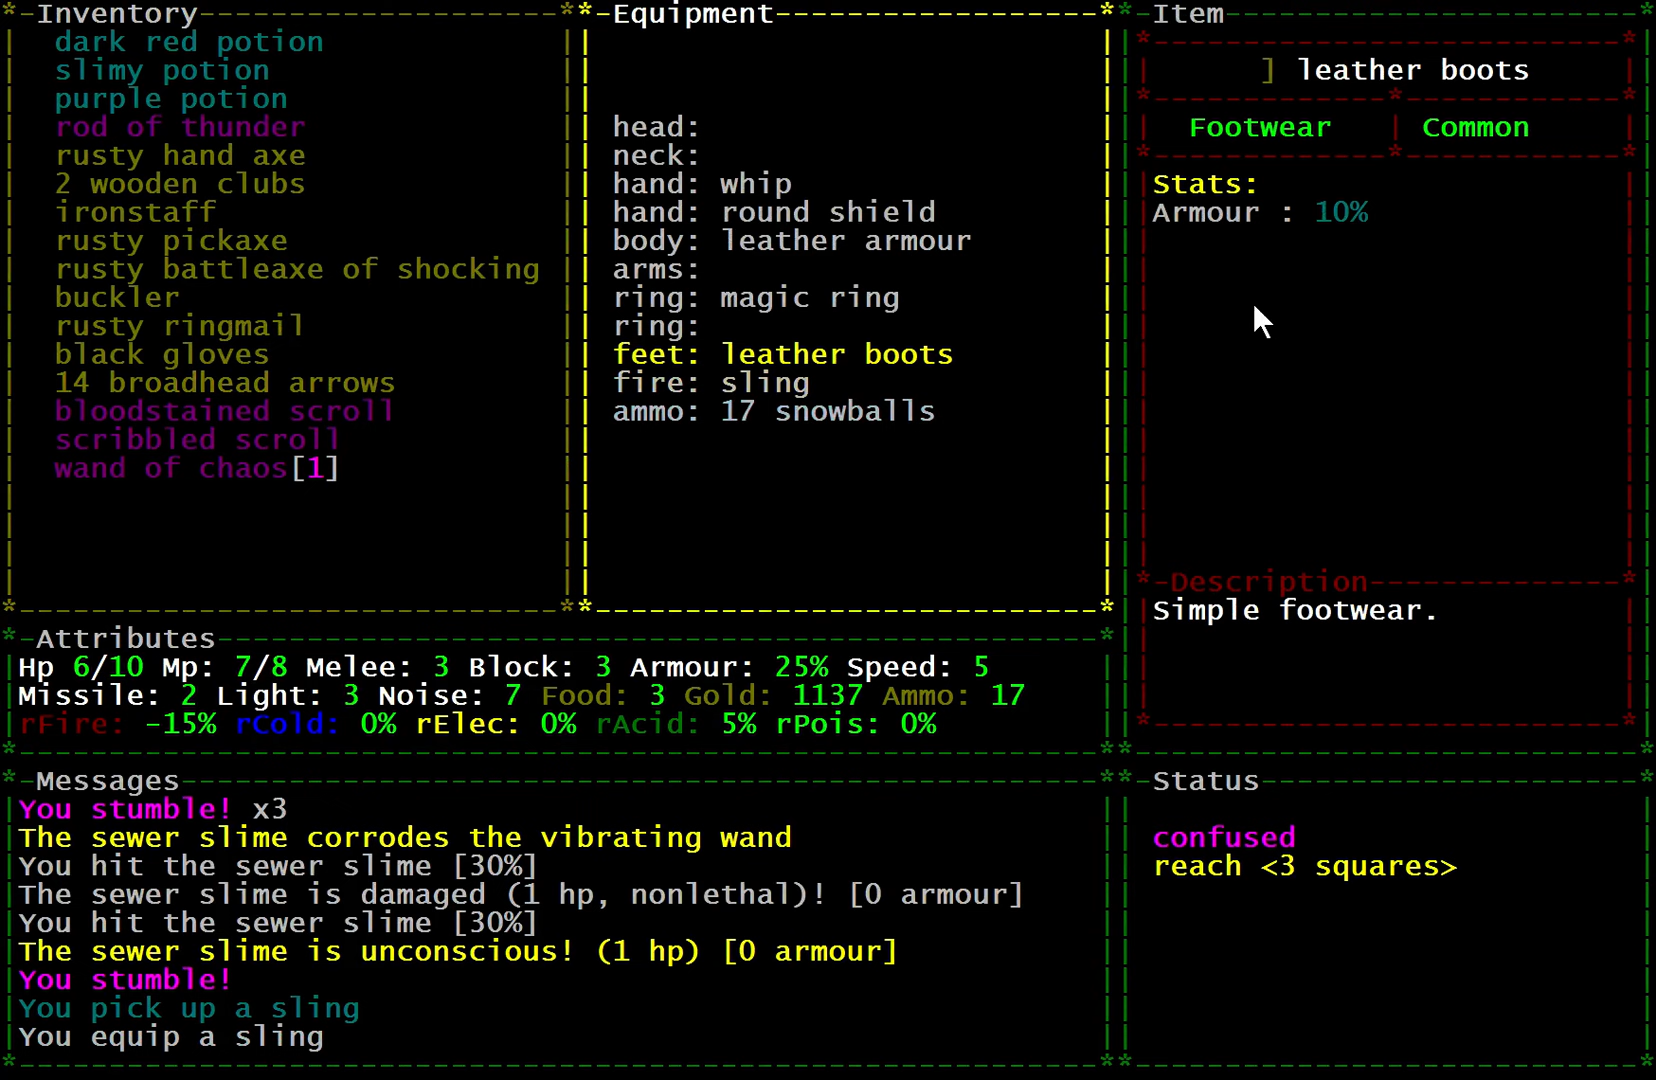 Inventory
dark red potion
slimy potion
purple potion
rod of thunder
rusty hand axe
2 wooden clubs
ironstaff
rusty pickaxe
rusty battleaxe of shocking
buckler
rusty ringmail
black gloves
14 broadhead arrows
bloodstained scroll
scribbled scroll
wand of chaos[1]
Equipment
head:
neck:
hand: whip
hand: round shield
body: leather armour
arms:
ring: magic ring
ring:
feet: leather boots
fire: sling
ammo: 17 snowballs
Item
] leather boots
Footwear | Common
Stats:
Armour : 10%
Description
Simple footwear.
Attributes
Hp 6/10 Mp: 7/8 Melee: 3 Block: 3 Armour: 25% Speed: 5
Missile: 2 Light: 3 Noise: 7 Food: 3 Gold: 1137 Ammo: 17
rFire: -15% rCold: 0% rElec: 0% rAcid: 5% rPois: 0%
Messages
You stumble! x3
The sewer slime corrodes the vibrating wand
You hit the sewer slime [30%]
The sewer slime is damaged (1 hp, nonlethal)! [0 armour]
You hit the sewer slime [30%]
The sewer slime is unconscious! (1 hp) [0 armour]
You stumble!
You pick up a sling
You equip a sling
Status
confused
reach <3 squares>